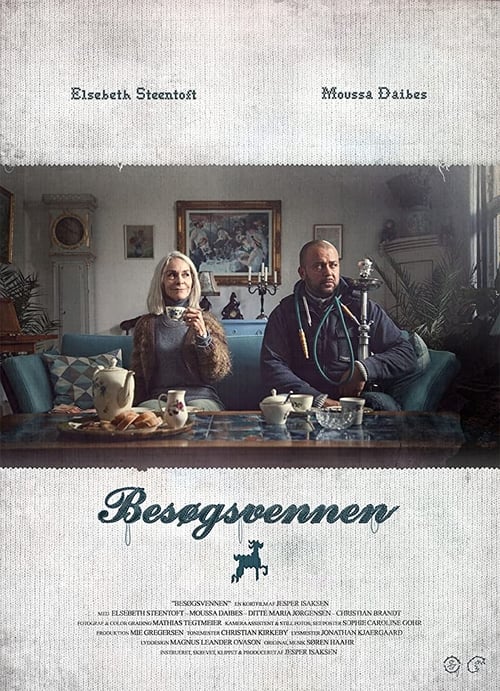 Elsebeth Steentoft
Moussa Daibes
Besøgsvennen
"BESØGSVENNEN" EN KORTFILM AF JESPER ISAKSEN
MED ELSEBETH STEENTOFT - MOUSSA DAIBES - DITTE MARIA JØRGENSEN - CHRISTIAN BRANDT
FOTOGRAF & COLOR GRADING MATHIAS TEGTMEIER KAMERA ASSISTENT & STILL FOTOS, SETPOSTER SOPHIE CAROLINE GOHR
PRODUKTION MIE GREGERSEN TONEMESTER CHRISTIAN KIRKEBY LYSMESTER JONATHAN KJAERGAARD
LYDDESIGN MAGNUS LEANDER OVASON ORIGINAL MUSIK SØREN HAAHR
INSTRUERET, SKREVET, KLIPPET & PRODUCERET AF JESPER ISAKSEN